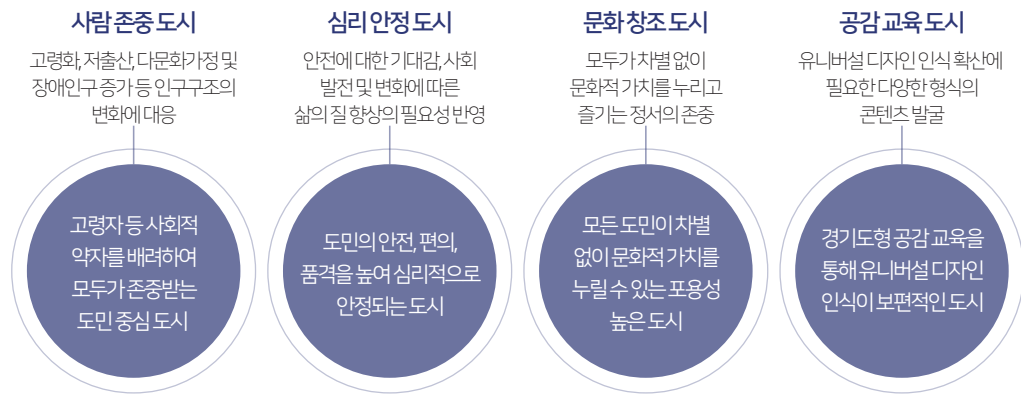 사람 존중 도시
고령화, 저출산, 다문화가정 및
장애인구 증가 등 인구구조의
변화에 대응
고령자 등 사회적
약자를 배려하여
모두가 존중받는
도민 중심 도시
심리 안정 도시
안전에 대한 기대감, 사회
발전 및 변화에 따른
삶의 질 향상의 필요성 반영
도민의 안전, 편의,
품격을 높여 심리적으로
안정되는 도시
문화 창조 도시
모두가 차별 없이
문화적 가치를 누리고
즐기는 정서의 존중
모든 도민이 차별
없이 문화적 가치를
누릴 수 있는 포용성
높은 도시
공감 교육 도시
유니버설 디자인 인식 확산에
필요한 다양한 형식의
콘텐츠 발굴
경기도형 공감 교육을
통해 유니버설 디자인
인식이 보편적인 도시